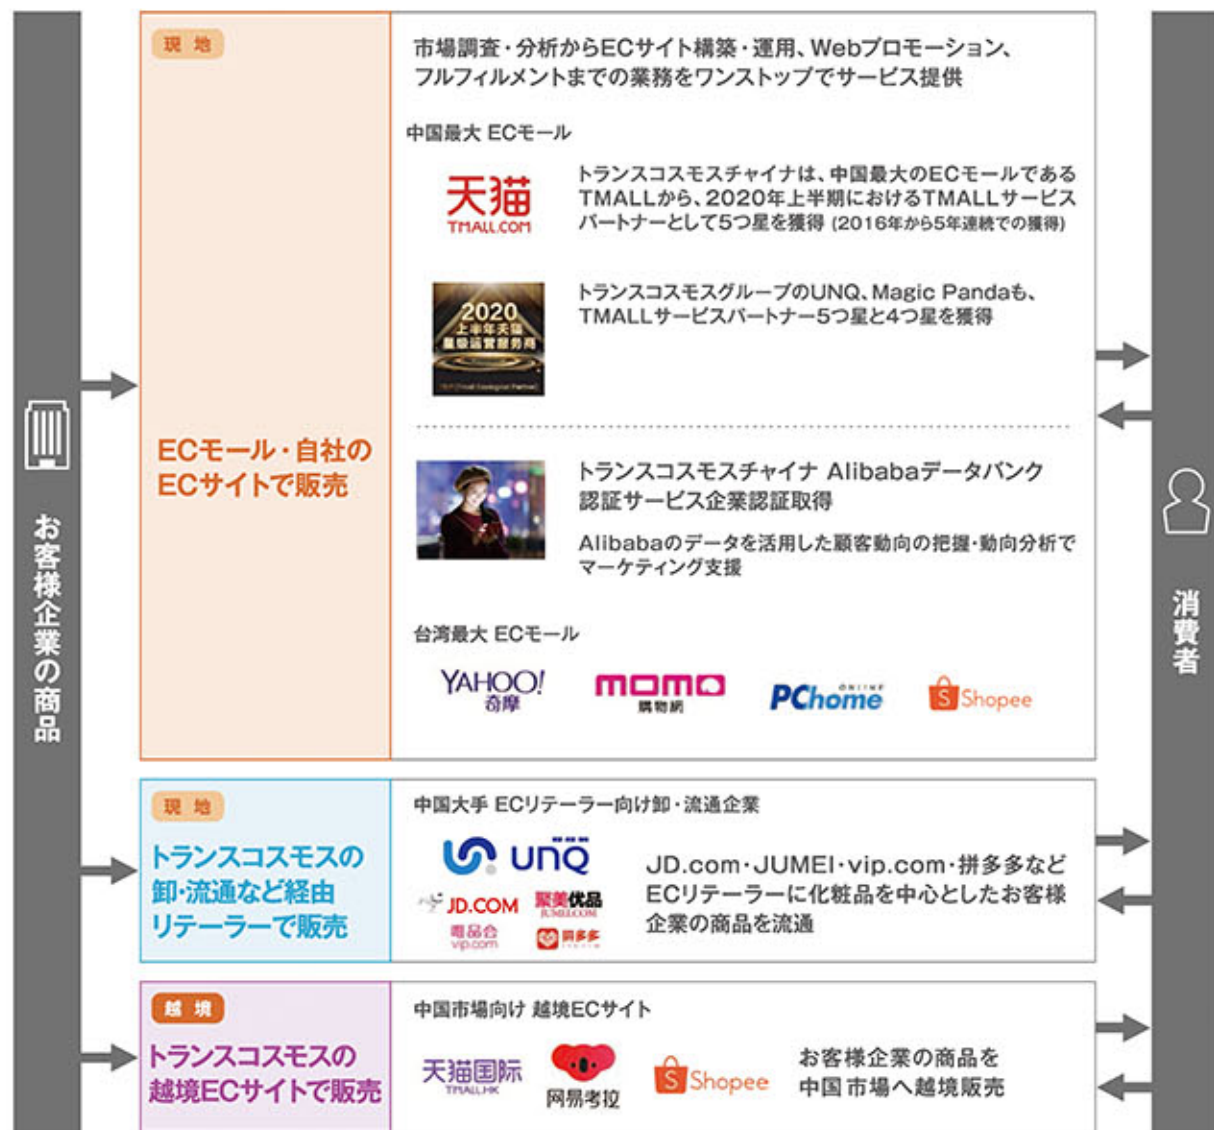 お客様企業の商品
現地
ECモール・自社の
ECサイトで販売
市場調査・分析からECサイト構築・運用、Webプロモーション、
フルフィルメントまでの業務をワンストップでサービス提供
中国最大 ECモール
天猫
TMALL.COM
トランスコスモスチャイナは、中国最大のECモールである
TMALLから、2020年上半期におけるTMALLサービス
パートナーとして5つ星を獲得 (2016年から5年連続での獲得)
2020
上半年天猫
星级运营服务商
トランスコスモスグループのUNQ、Magic Pandaも、
TMALLサービスパートナー5つ星と4つ星を獲得
トランスコスモスチャイナ Alibabaデータバンク
認証サービス企業認証取得
Alibabaのデータを活用した顧客動向の把握・動向分析で
マーケティング支援
台湾最大 ECモール
YAHOO!
奇摩
momo
購物網
PChome
ONLINE
Shopee
現地
トランスコスモスの
卸・流通など経由
リテーラーで販売
中国大手 ECリテーラー向け卸・流通企業
UNQ
JD.COM
聚美优品
JUMEI.COM
唯品会
vip.com
拼多多
JD.com・JUMEI・vip.com・拼多多など
ECリテーラーに化粧品を中心としたお客様
企業の商品を流通
越境
トランスコスモスの
越境ECサイトで販売
中国市場向け 越境ECサイト
天猫国际
TMALL.HK
网易考拉
Shopee
お客様企業の商品を
中国市場へ越境販売
消費者